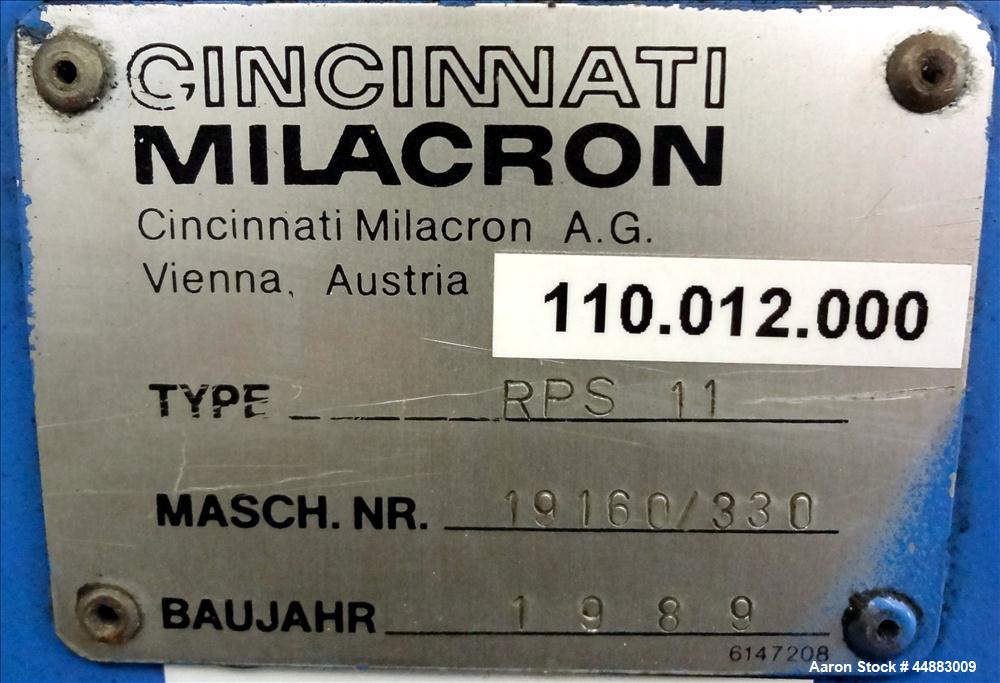 CINCINNATI
MILACRON
Cincinnati Milacron A.G.
Vienna, Austria
110.012.000
TYPE RPS 11
MASCH. NR. 19160/330
BAUJAHR 1989
6147208
Aaron Stock # 44883009